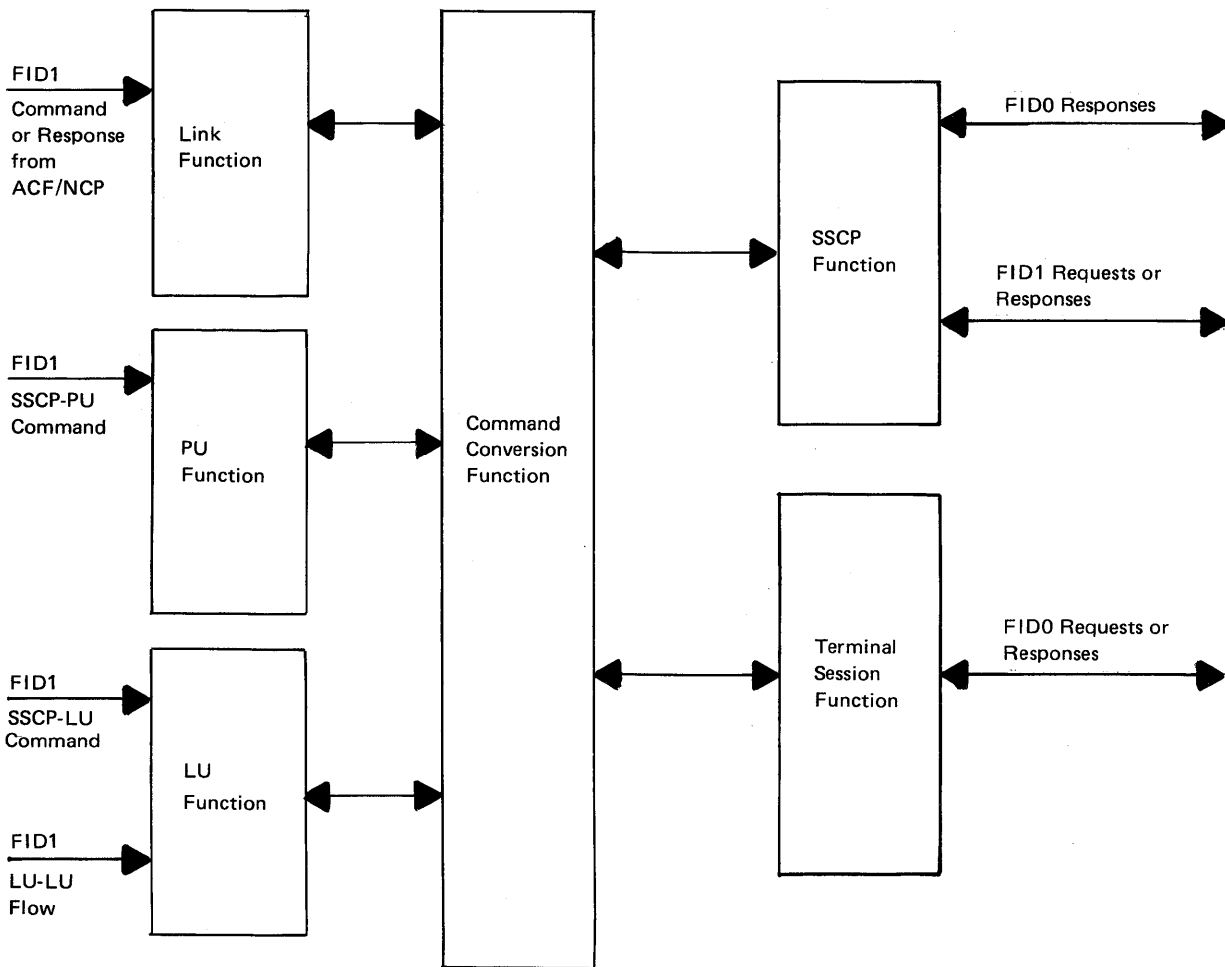 FID1
Command
or Response
from
ACF/NCP
Link
Function
FID1
SSCP-PU
Command
PU
Function
FID1
SSCP-LU
Command
LU
Function
FID1
LU-LU
Flow
Command
Conversion
Function
SSCP
Function
FID0 Responses
FID1 Requests or
Responses
Terminal
Session
Function
FID0 Requests or
Responses